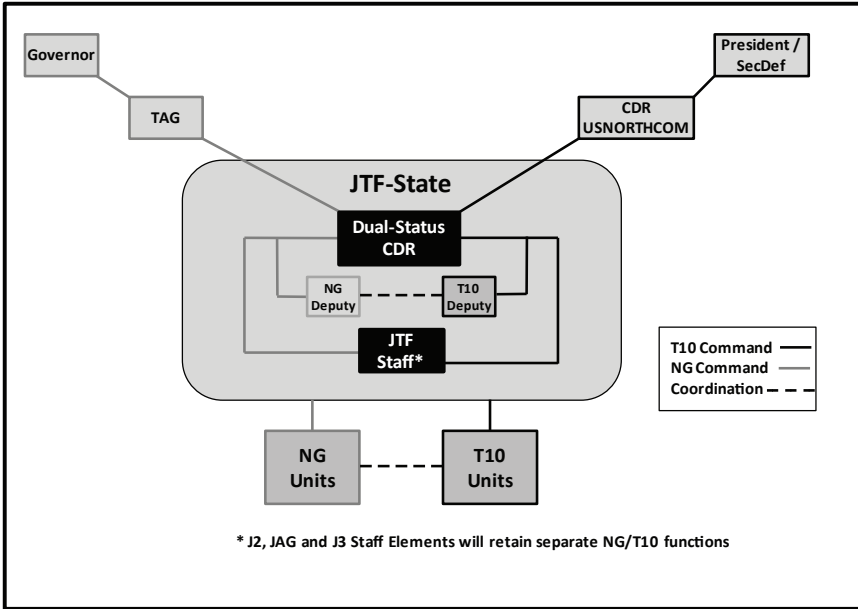 Governor
President /
SecDef
TAG
CDR
USNORTHCOM
JTF-State
Dual-Status
CDR
NG
Deputy
T10
Deputy
JTF
Staff*
T10 Command
NG Command
Coordination
NG
Units
T10
Units
* J2, JAG and J3 Staff Elements will retain separate NG/T10 functions